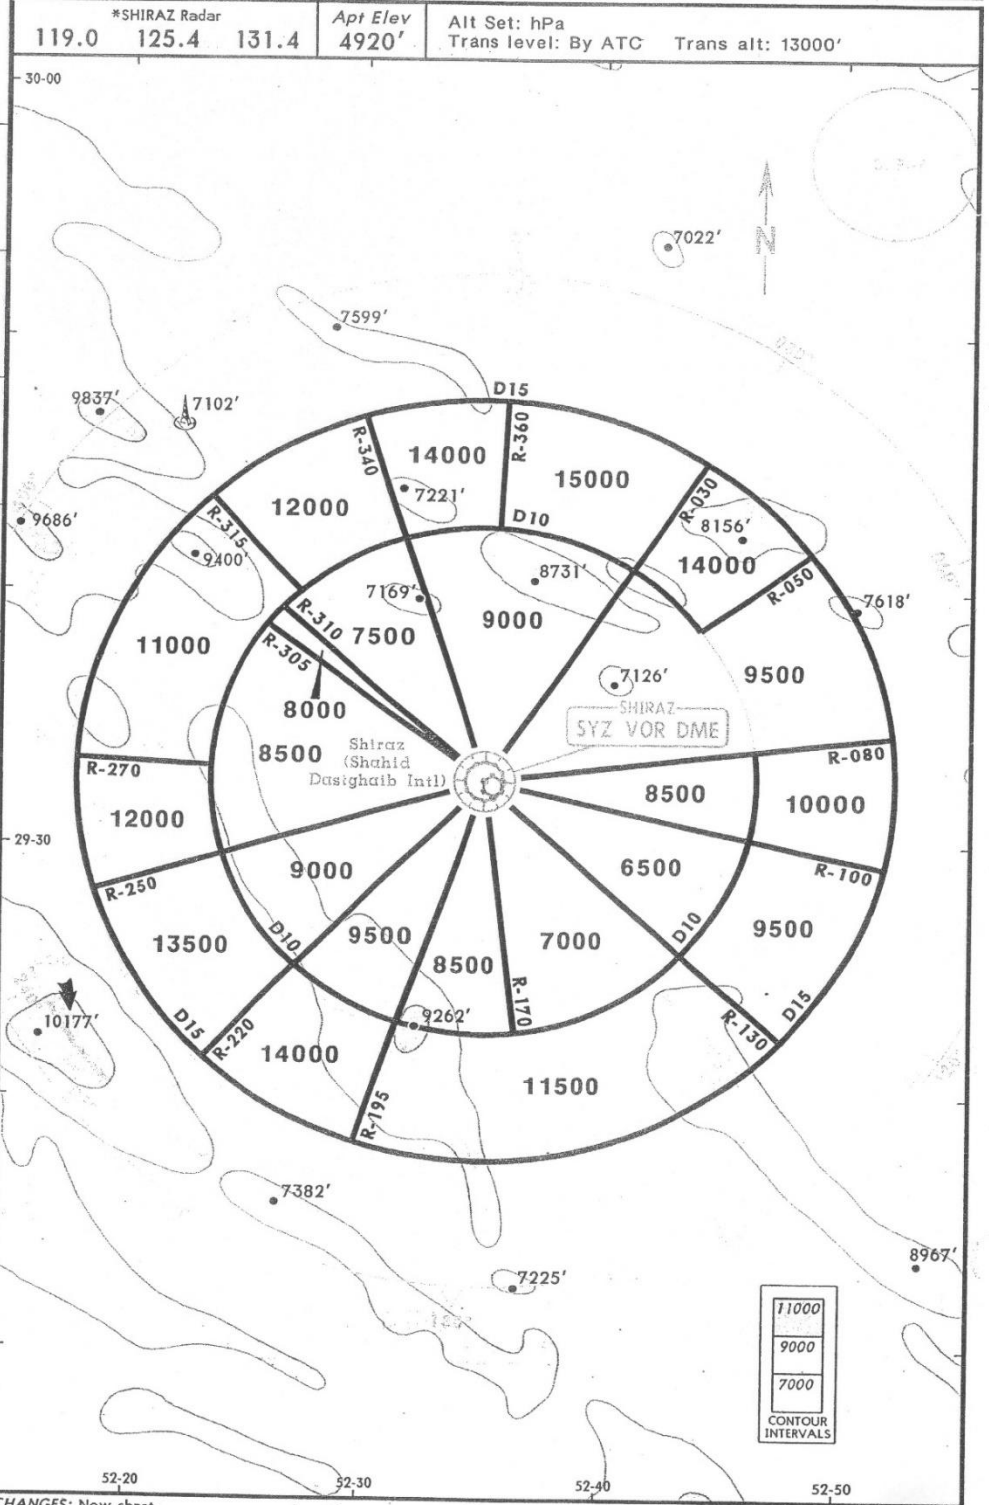 *SHIRAZ Radar
119.0 125.4 131.4
Apt Elev
4920'
Alt Set: hPa
Trans level: By ATC Trans alt: 13000'
30-00
N
7022'
7599'
9837'
7102'
D15
R-340
14000
R-360
15000
R-030
12000
7221'
D10
8156'
9686'
R-315
9400'
14000
R-050
8731'
7169'
R-310
7500
9000
7618'
11000
R-305
7126'
9500
8000
SHIRAZ
SYZ VOR DME
8500
Shiraz
(Shahid
Dastghaib Intl)
R-270
R-080
8500
10000
12000
29-30
9000
6500
R-100
R-250
D10
9500
7000
D10
9500
13500
8500
R-170
D15
D15
10177'
9262'
R-220
14000
R-130
11500
R-195
7382'
8967'
7225'
11000
9000
7000
CONTOUR
INTERVALS
52-20
52-30
52-40
52-50
CHANGES: New chart